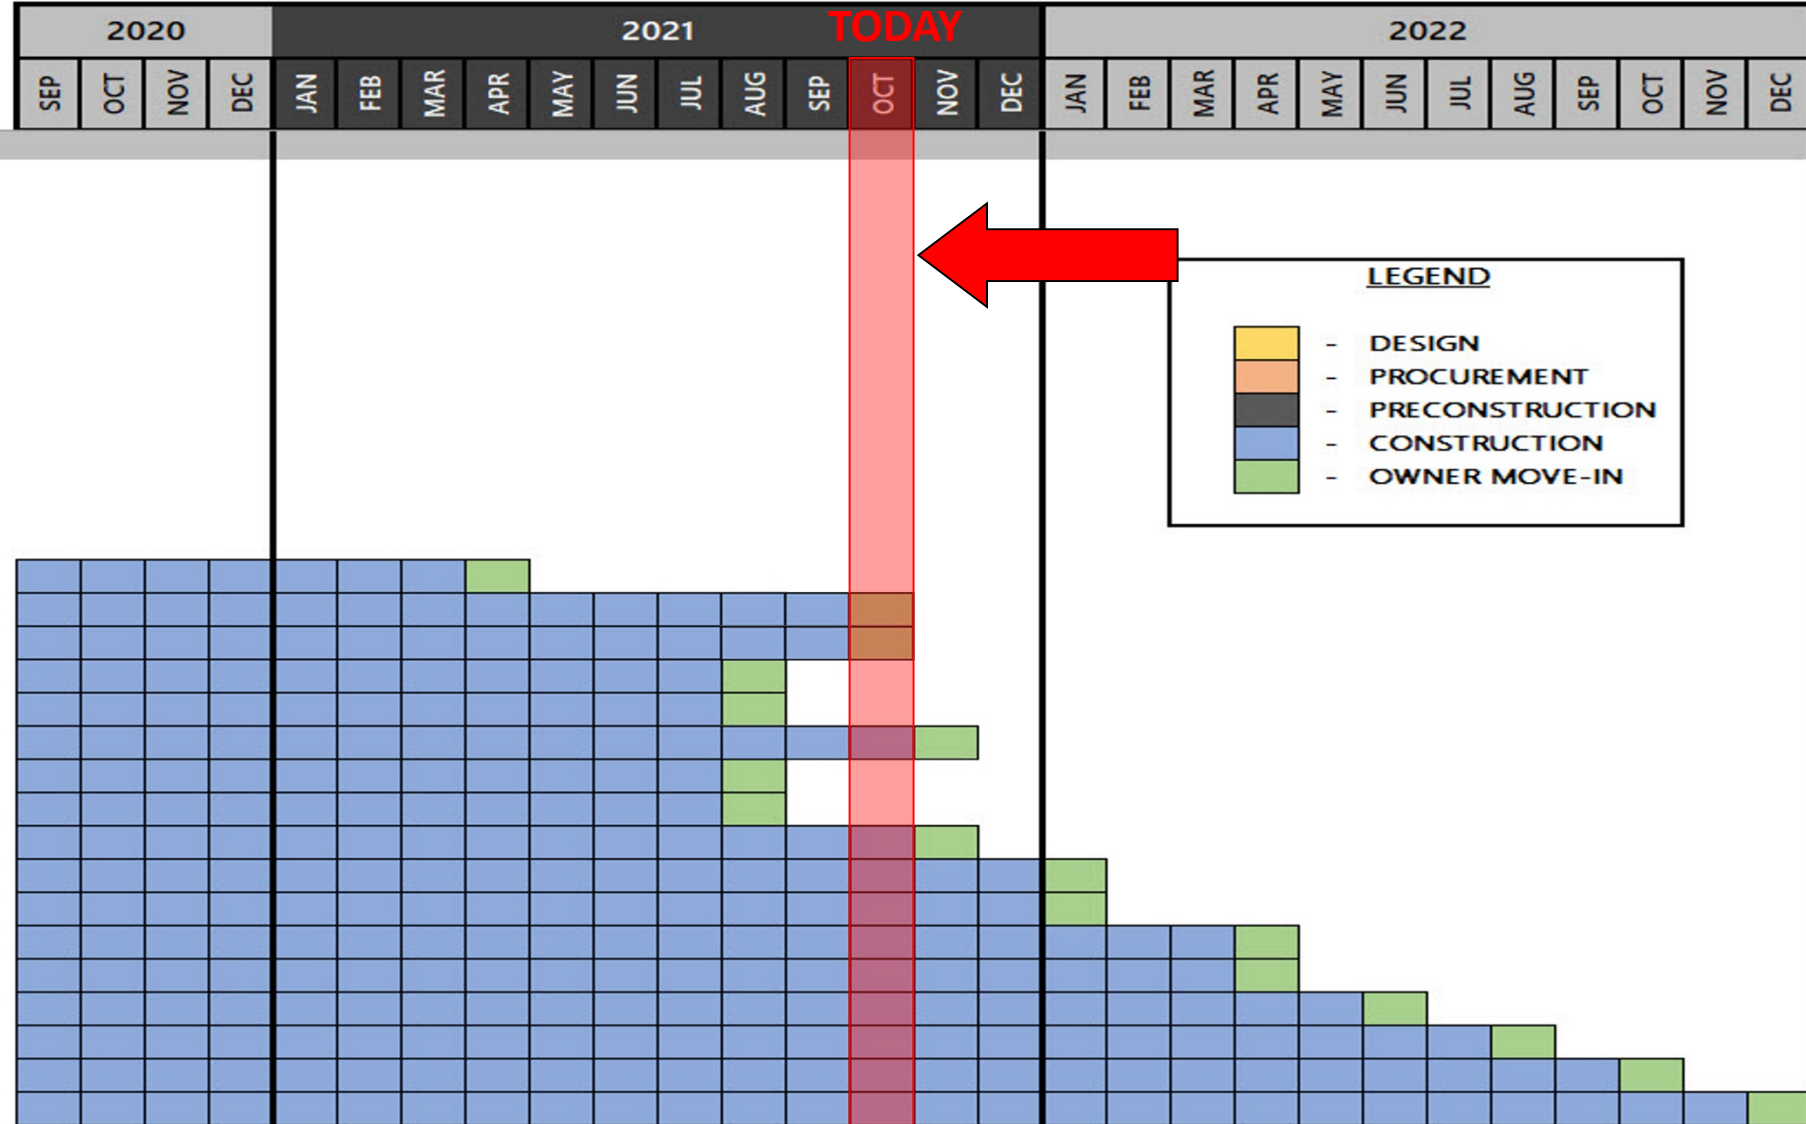 2020 2021 TODAY 2022
SEP OCT NOV DEC JAN FEB MAR APR MAY JUN JUL AUG SEP OCT NOV DEC JAN FEB MAR APR MAY JUN JUL AUG SEP OCT NOV DEC
LEGEND
- DESIGN
- PROCUREMENT
- PRECONSTRUCTION
- CONSTRUCTION
- OWNER MOVE-IN